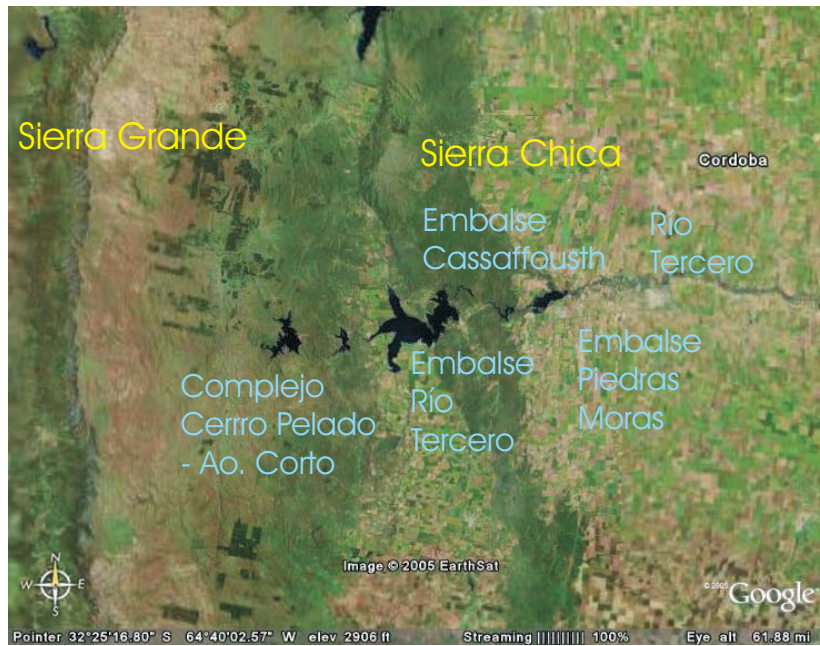 Sierra Grande
Sierra Chica
Cordoba
Embalse
Cassaffousth
Rio
Tercero
Embalse
Río
Tercero
Embalse
Piedras
Moras
Complejo
Cerrro Pelado
- Ao. Corto
N
W E
S
Image © 2005 EarthSat
© 2005 Google
Pointer 32°25'16.80" S 64°40'02.57" W elev 2906 ft Streaming |||||||||| 100% Eye alt 61.88 mi